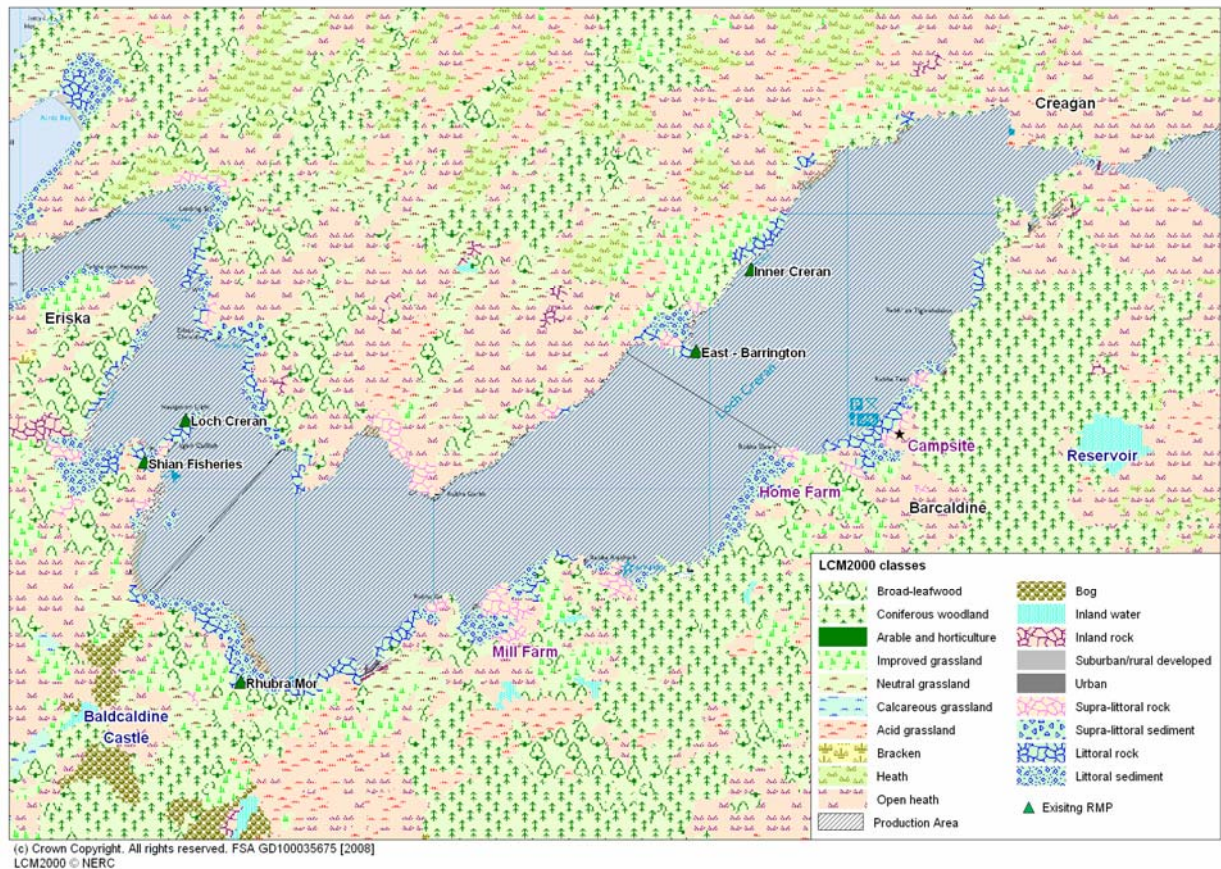 Creagan
Inner Creran
Eriska
East - Barrington
Loch Creran
Loch Creran
Shian Fisheries
Campsite
Reservoir
Home Farm
Barcaldine
Mill Farm
Rhubra Mor
Baldcaldine
Castle
P
LCM2000 classes
Broad-leafwood
Coniferous woodland
Arable and horticulture
Improved grassland
Neutral grassland
Calcareous grassland
Acid grassland
Bracken
Heath
Open heath
Production Area
Bog
Inland water
Inland rock
Suburban/rural developed
Urban
Supra-littoral rock
Supra-littoral sediment
Littoral rock
Littoral sediment
Exisitng RMP
(c) Crown Copyright. All rights reserved. FSA GD100035675 [2008]
LCM2000 © NERC